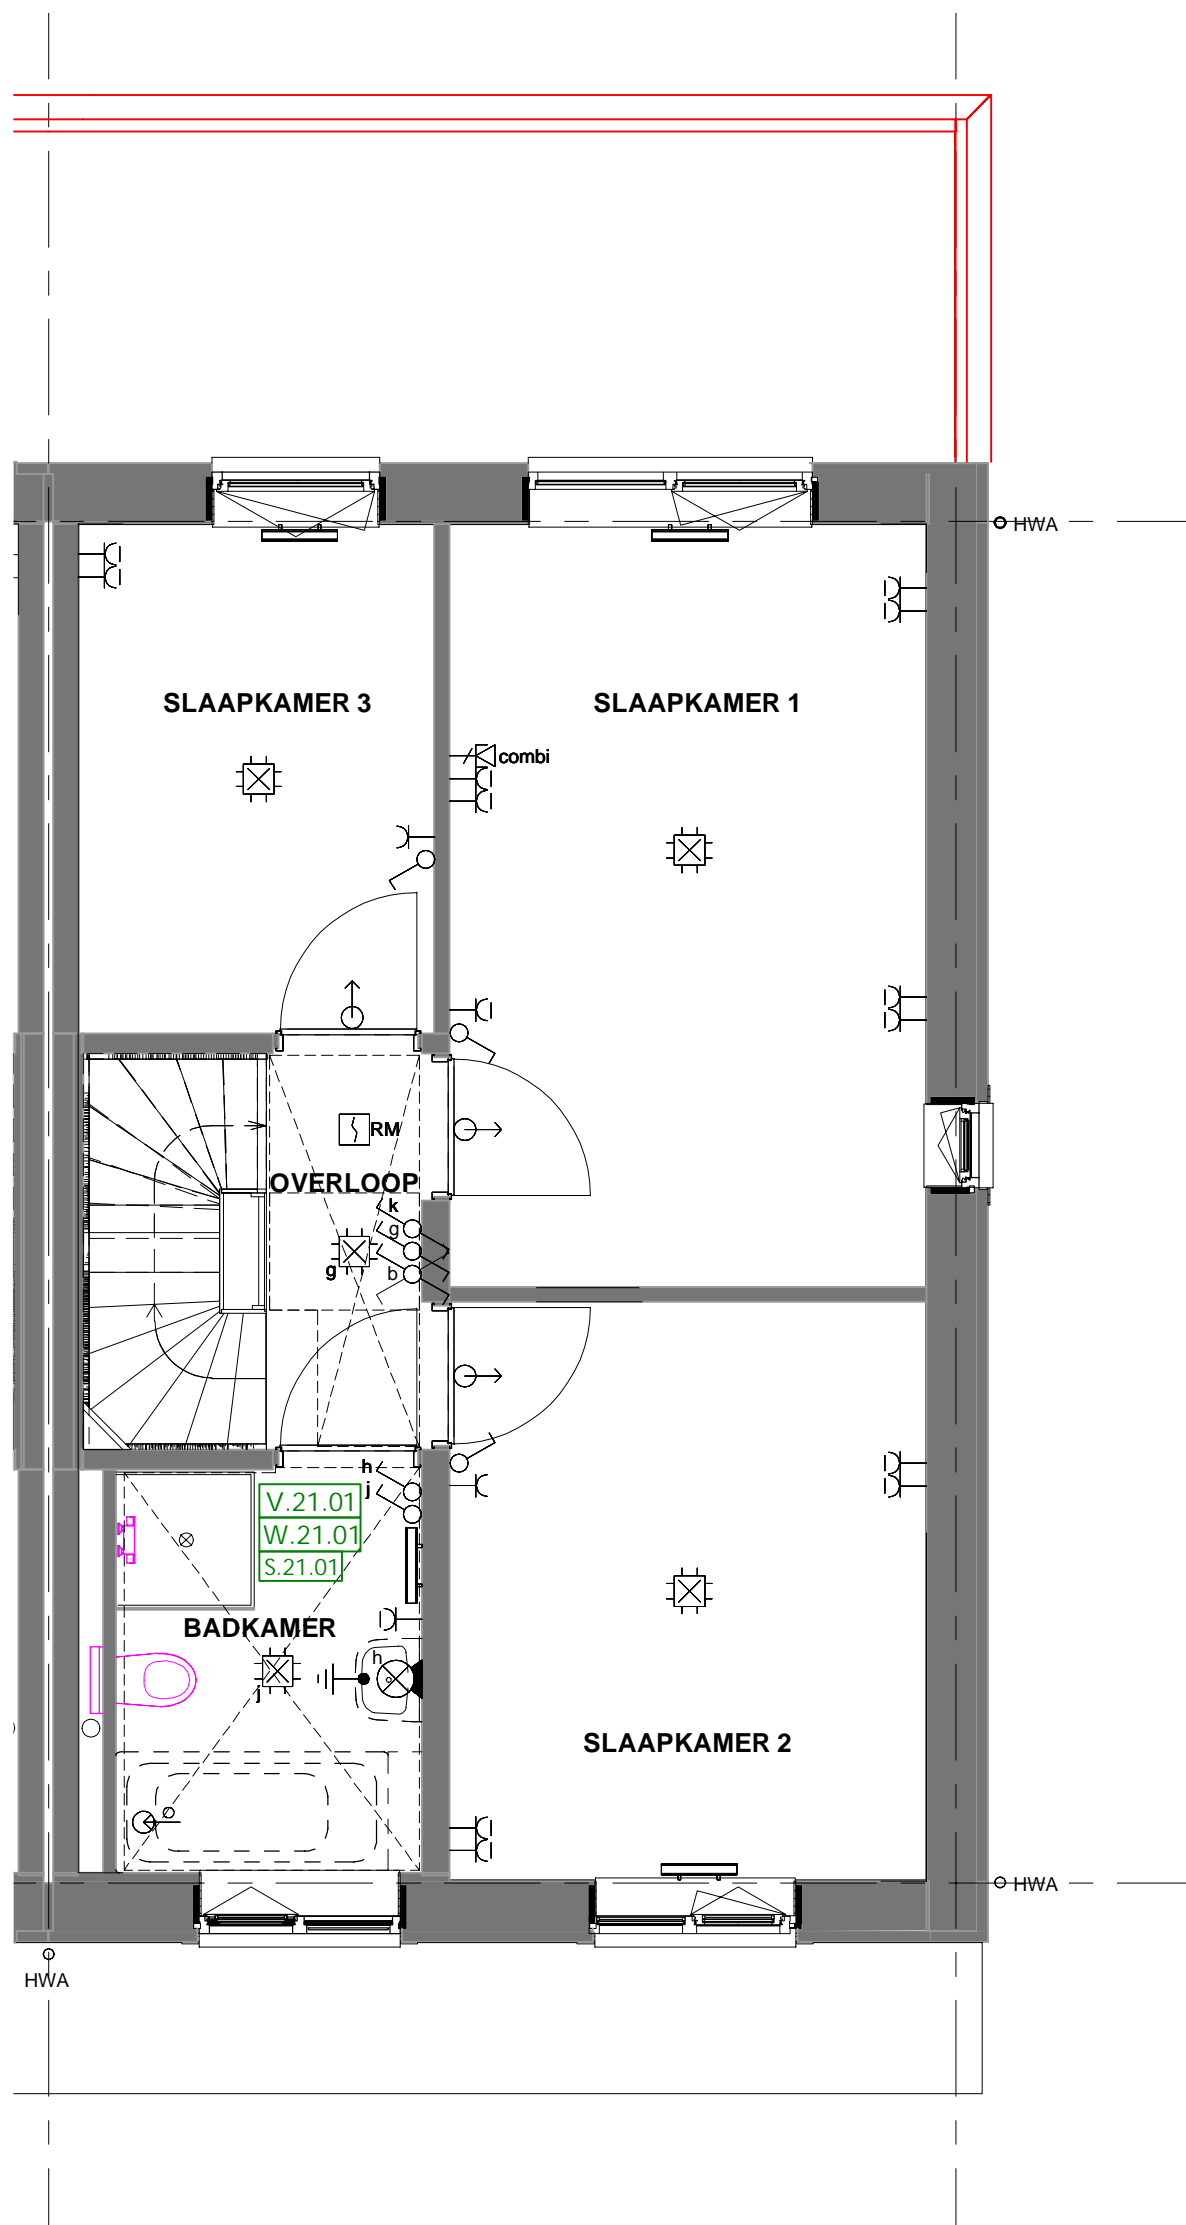 HWA
SLAAPKAMER 3
SLAAPKAMER 1
combi
RM
OVERLOOP
k
g
g
b
h
j
V.21.01
W.21.01
S.21.01
BADKAMER
h
j
SLAAPKAMER 2
HWA
HWA